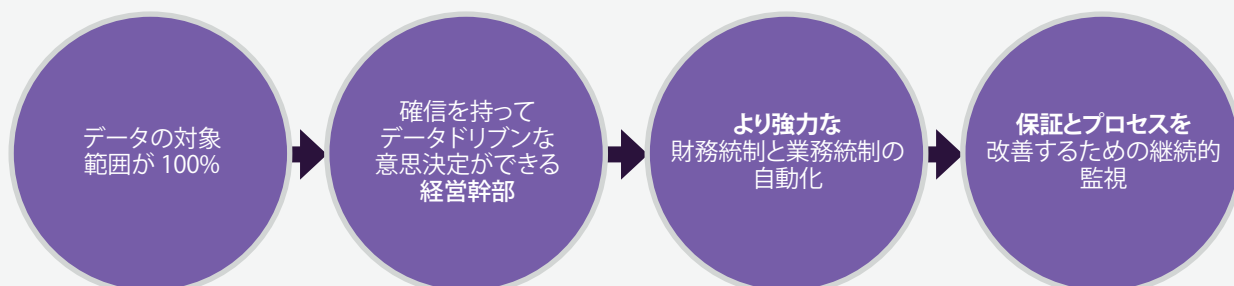 データの対象
範囲が 100%
確信を持って
データドリブンな
意思決定ができる
経営幹部
より強力な
財務統制と業務統制の
自動化
保証とプロセスを
改善するための継続的
監視